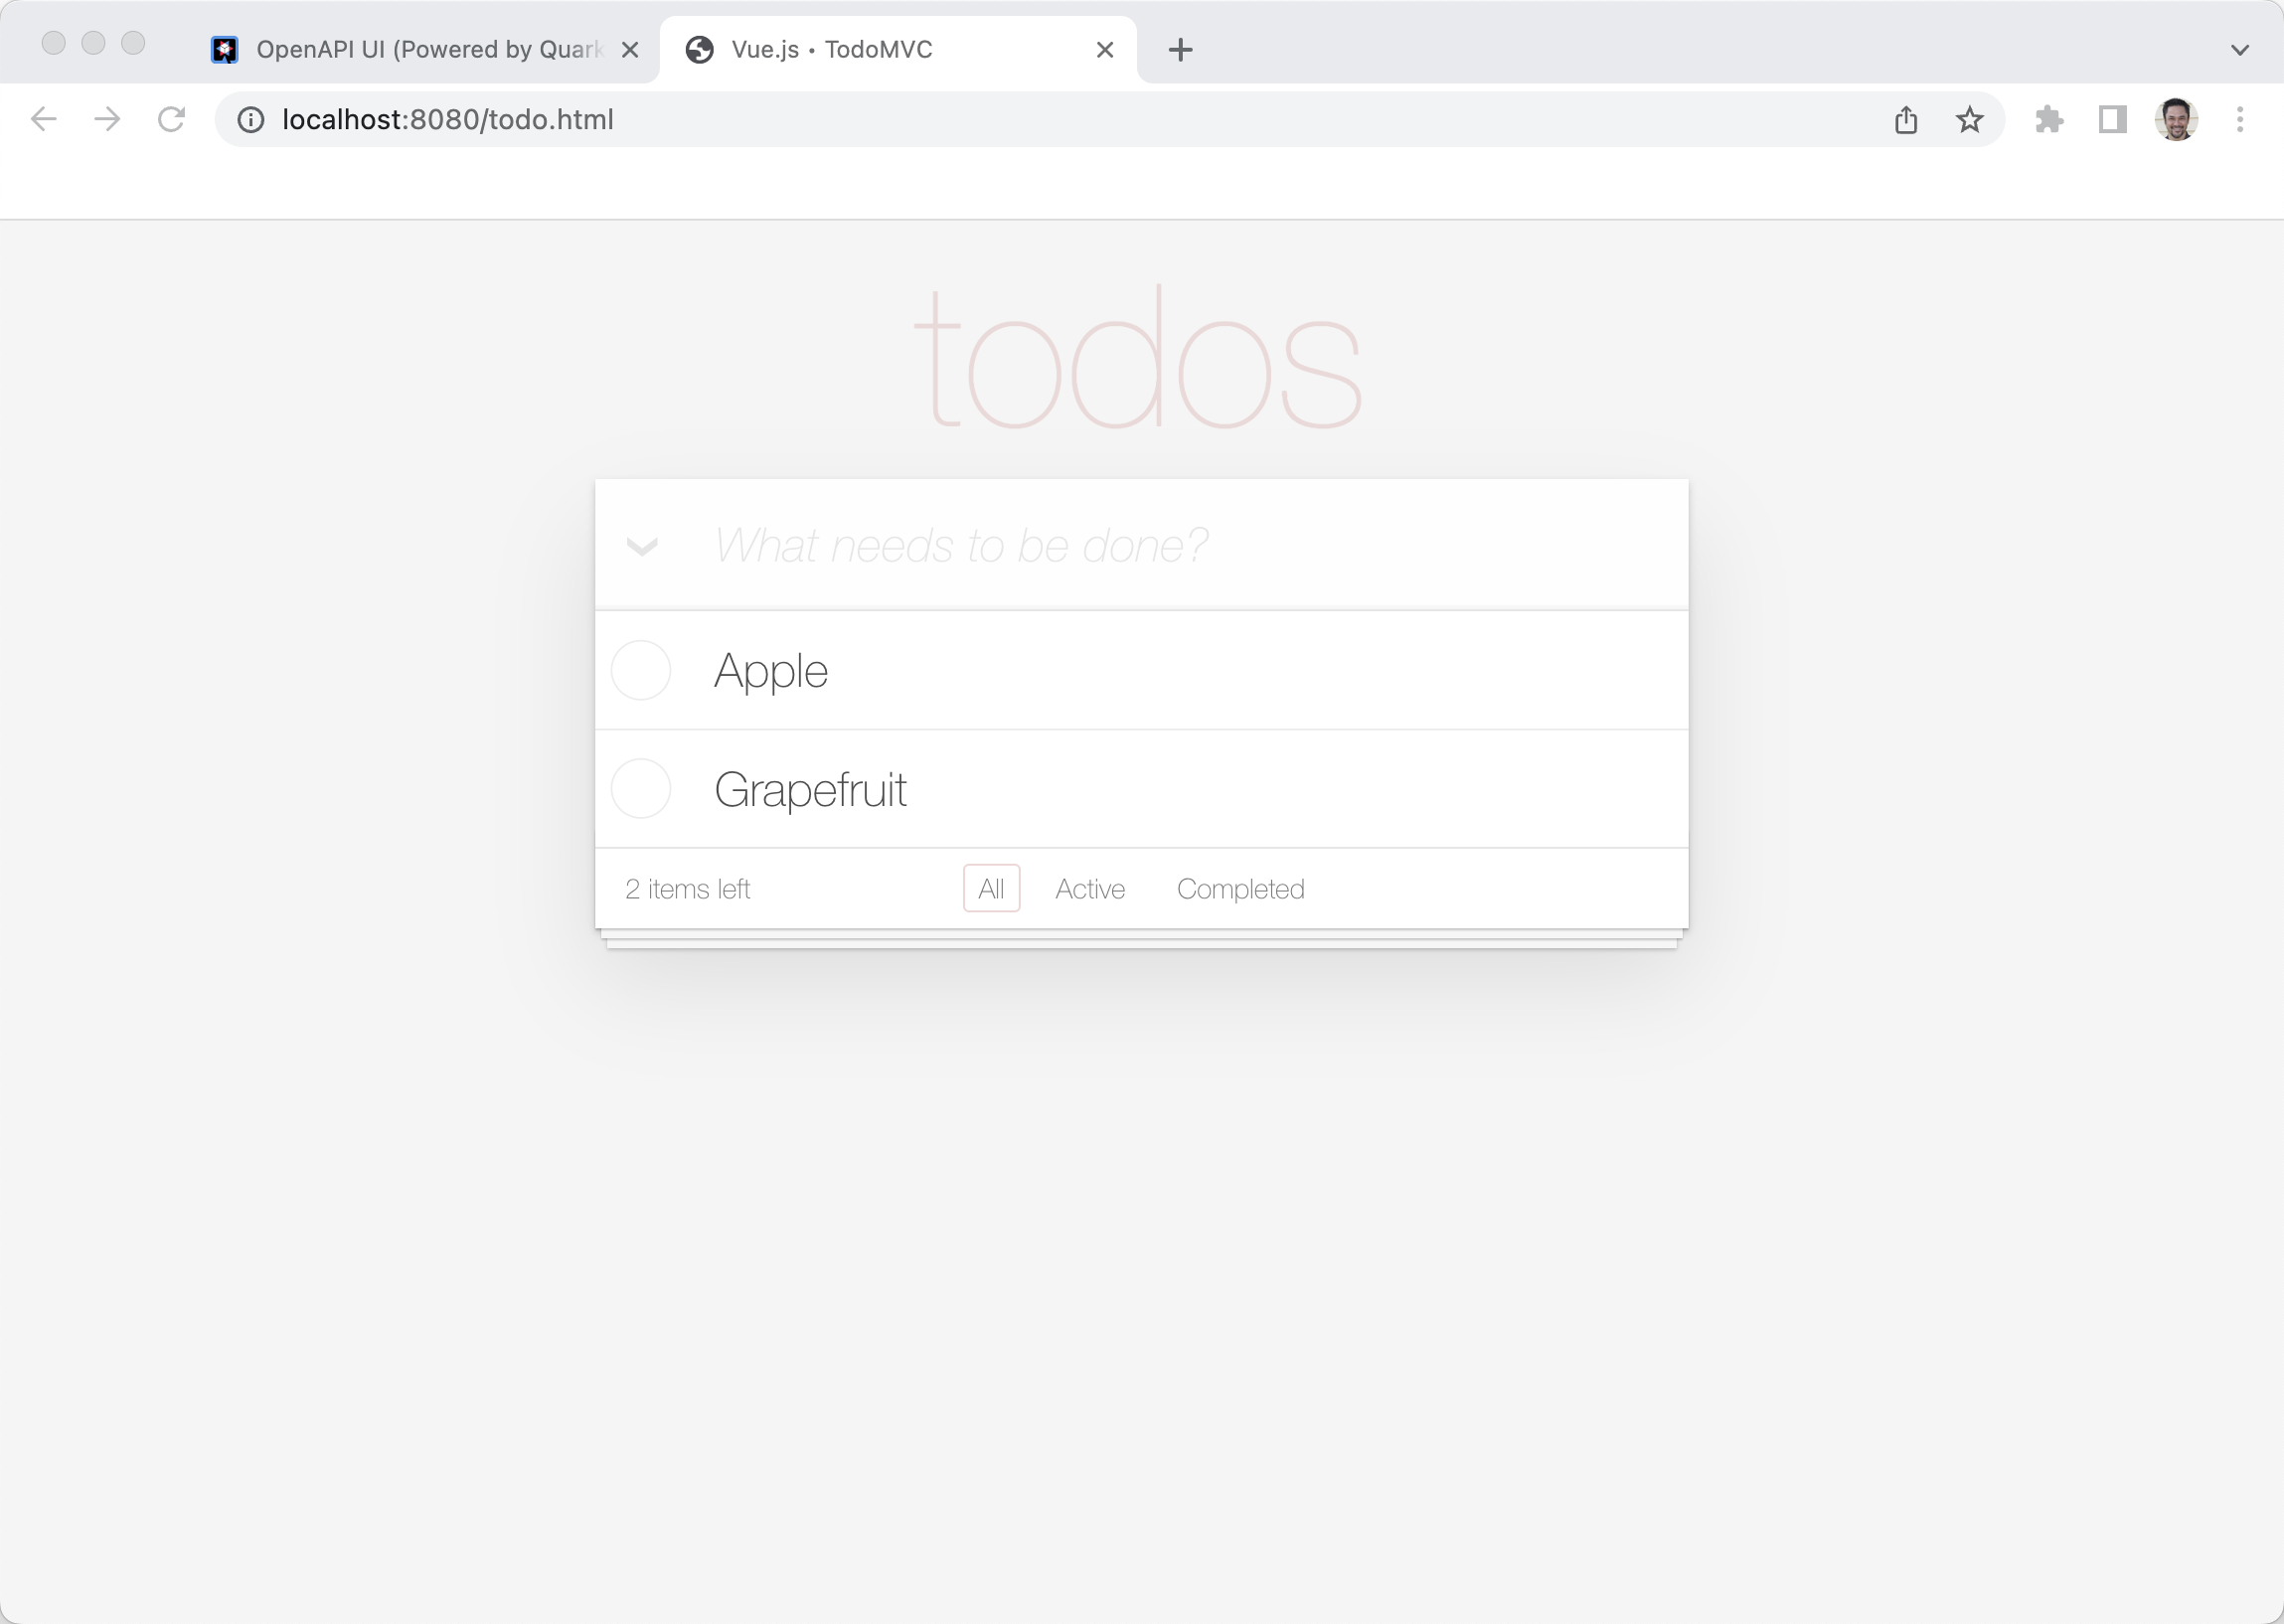 OpenAPI UI (Powered by Quark
Vue.js • TodoMVC
localhost:8080/todo.html
todos
What needs to be done?
Apple
Grapefruit
2 items left
All
Active
Completed